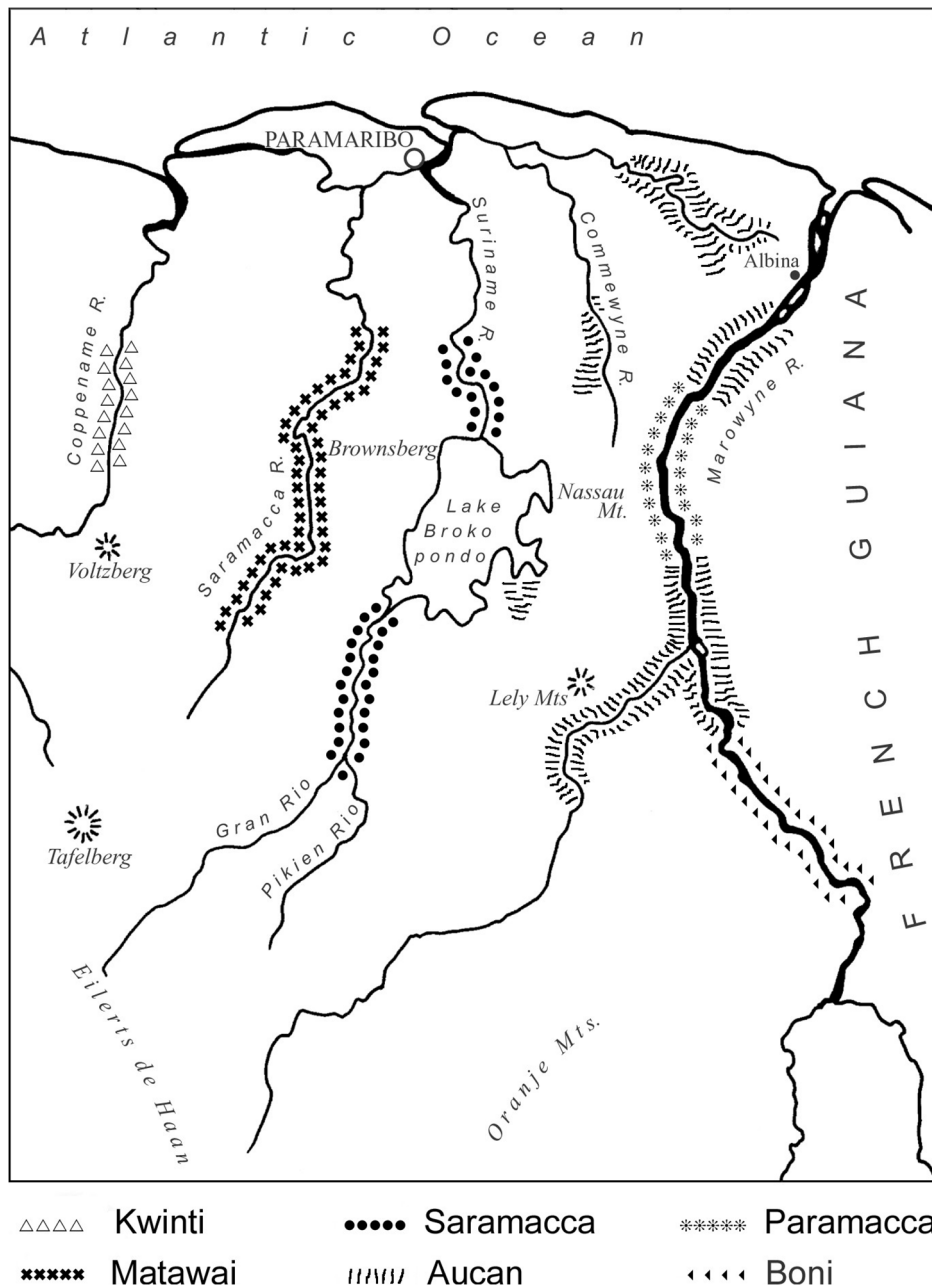 Atlantic Ocean
PARAMARIBO
Suriname R.
Commewyne R.
Albina
Coppename R.
Marowyne R.
FRENCH GUIANA
Brownsberg
Saramacca R.
Lake
Broko
pondo
Nassau
Mt.
Voltzberg
Lely Mts
Gran Rio
Pikien Rio
Tafelberg
Eilerts de Haan
Oranje Mts.
Kwinti
Saramacca
Paramacca
Matawai
Aucan
Boni